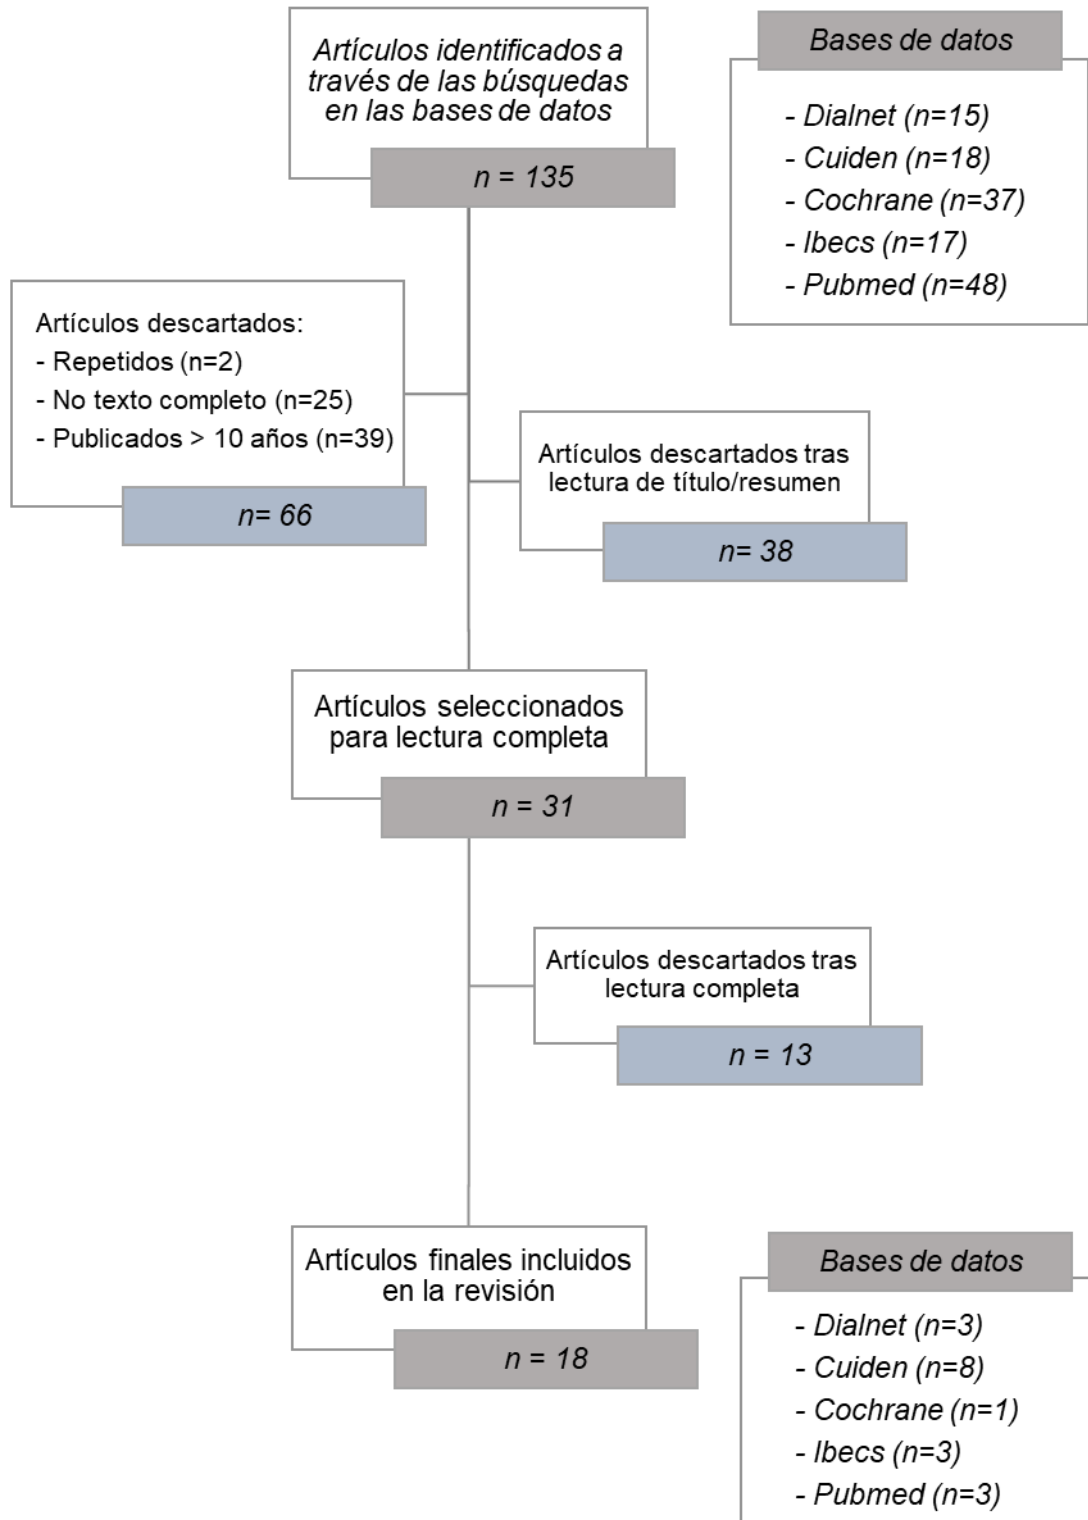 Artículos identificados a
través de las búsquedas
en las bases de datos
n = 135
Bases de datos
- Dialnet (n=15)
- Cuiden (n=18)
- Cochrane (n=37)
- Ibecs (n=17)
- Pubmed (n=48)
Artículos descartados:
- Repetidos (n=2)
- No texto completo (n=25)
- Publicados > 10 años (n=39)
n= 66
Artículos descartados tras
lectura de título/resumen
n= 38
Artículos seleccionados
para lectura completa
n = 31
Artículos descartados tras
lectura completa
n = 13
Artículos finales incluidos
en la revisión
n = 18
Bases de datos
- Dialnet (n=3)
- Cuiden (n=8)
- Cochrane (n=1)
- Ibecs (n=3)
- Pubmed (n=3)